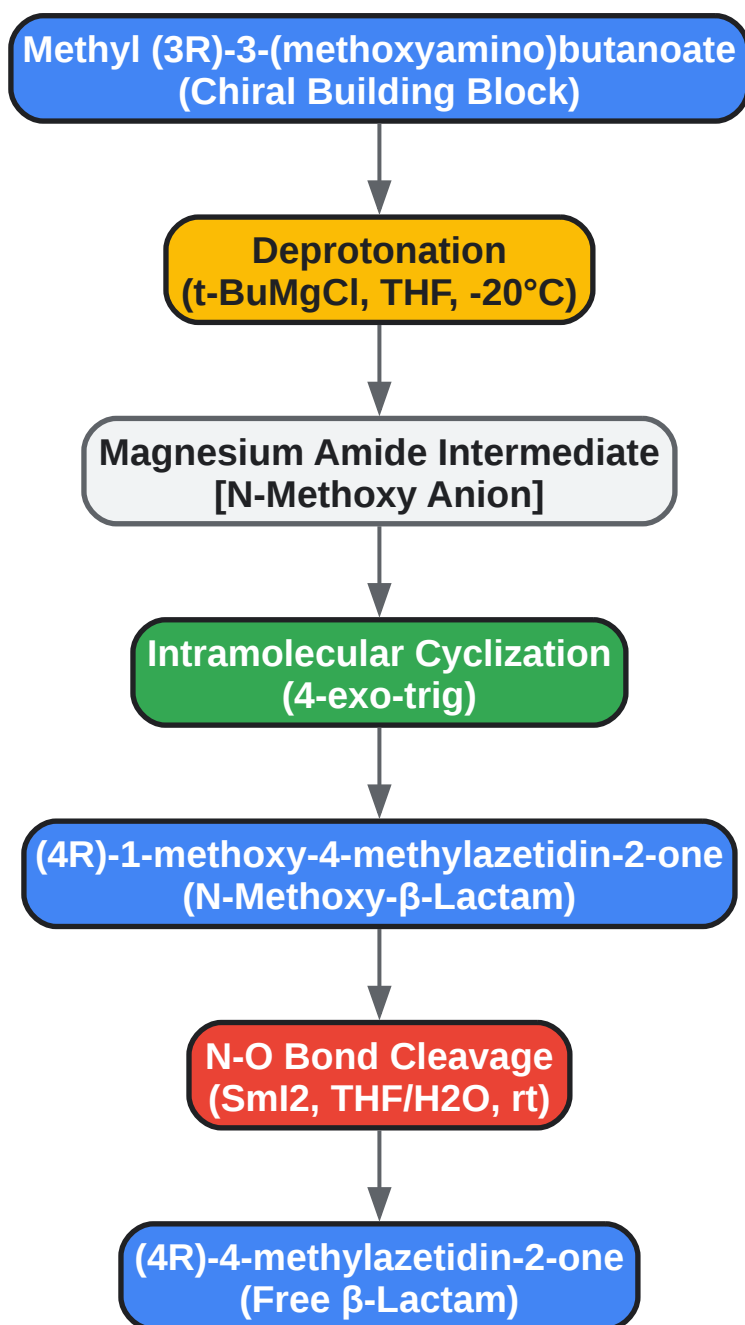 Methyl (3R)-3-(methoxyamino)butanoate
(Chiral Building Block)
Deprotonation
(t-BuMgCl, THF, -20°C)
Magnesium Amide Intermediate
[N-Methoxy Anion]
Intramolecular Cyclization
(4-exo-trig)
(4R)-1-methoxy-4-methylazetidin-2-one
(N-Methoxy-β-Lactam)
N-O Bond Cleavage
(SmI2, THF/H2O, rt)
(4R)-4-methylazetidin-2-one
(Free β-Lactam)